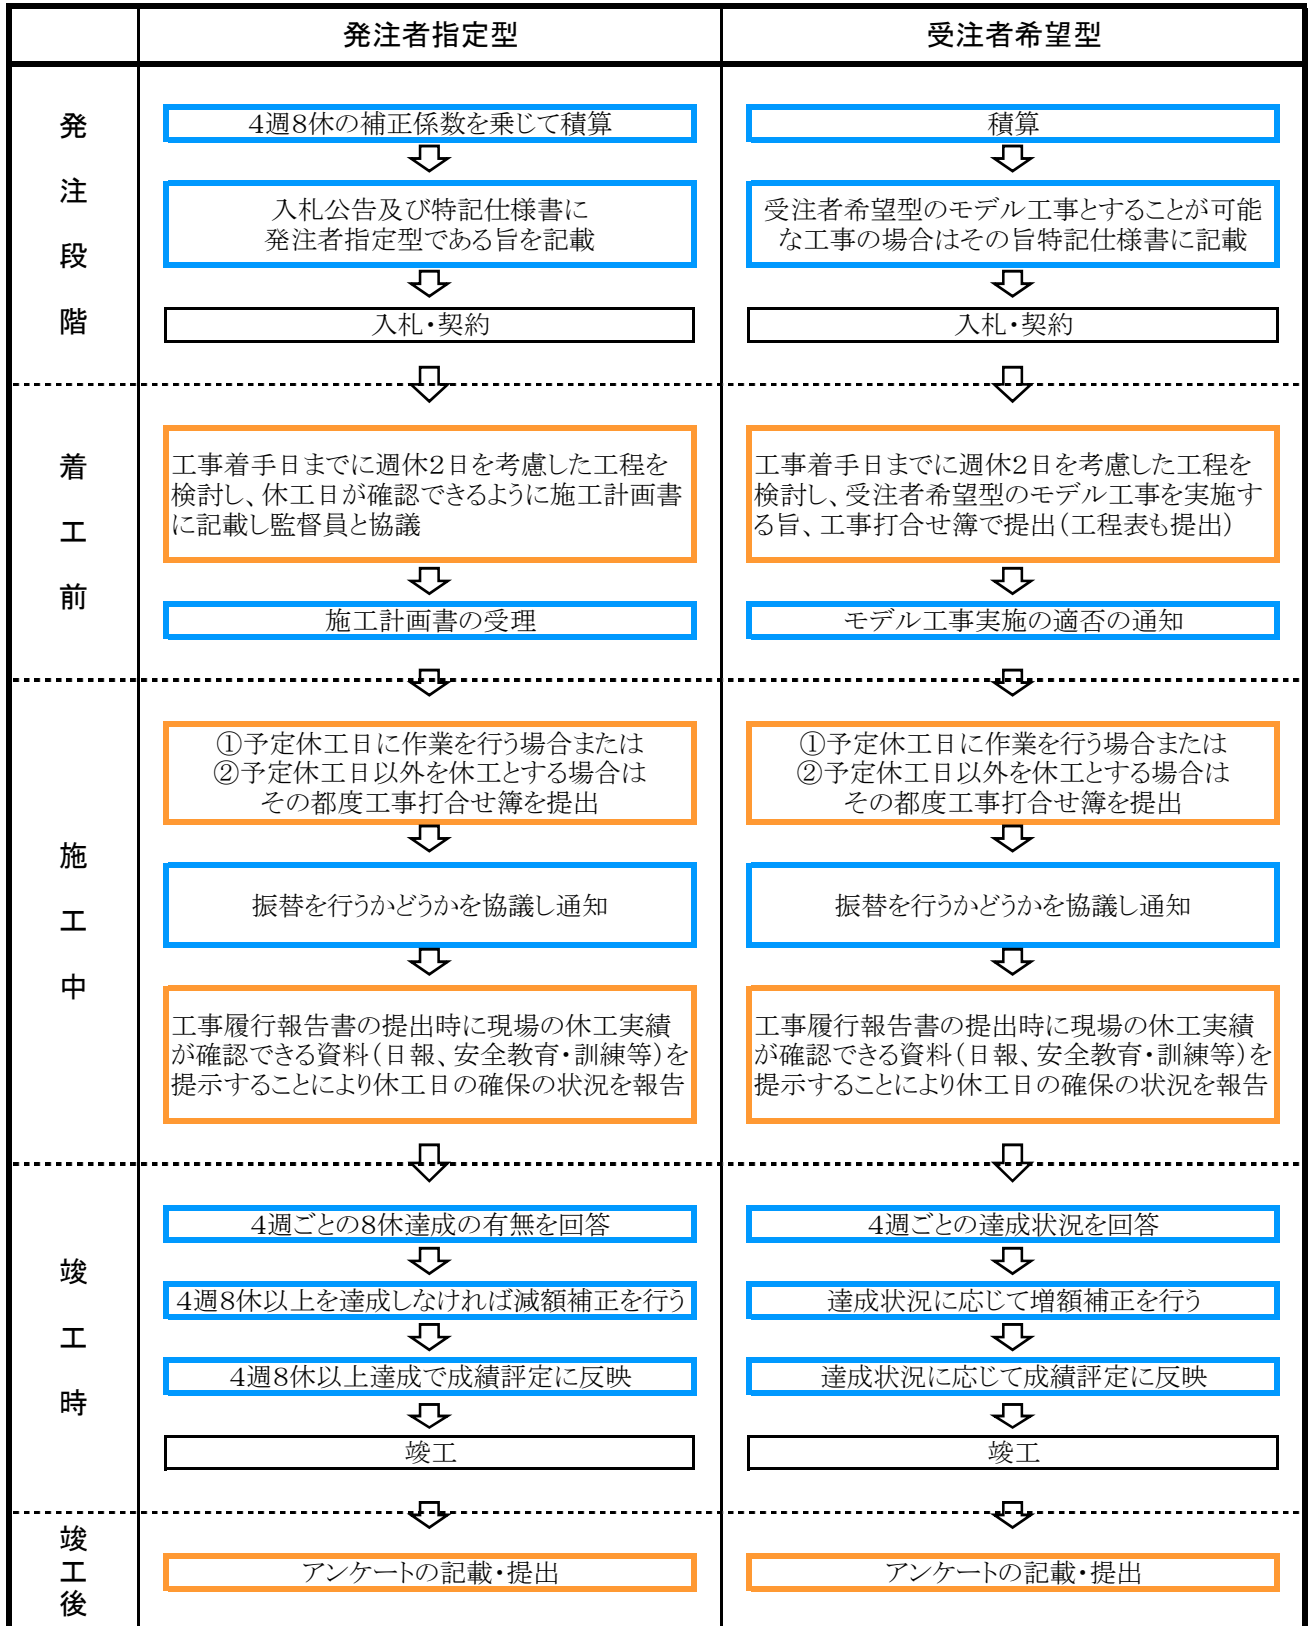 発注者指定型
受注者希望型
発注段階
4週8休の補正係数を乗じて積算
入札公告及び特記仕様書に
発注者指定型である旨を記載
入札・契約
積算
受注者希望型のモデル工事とすることが可能
な工事の場合はその旨特記仕様書に記載
入札・契約
着工前
工事着手日までに週休2日を考慮した工程を
検討し、休工日が確認できるように施工計画書
に記載し監督員と協議
施工計画書の受理
工事着手日までに週休2日を考慮した工程を
検討し、受注者希望型のモデル工事を実施す
る旨、工事打合せ簿で提出(工程表も提出)
モデル工事実施の適否の通知
施工中
①予定休工日に作業を行う場合または
②予定休工日以外を休工とする場合は
その都度工事打合せ簿を提出
振替を行うかどうかを協議し通知
工事履行報告書の提出時に現場の休工実績
が確認できる資料(日報、安全教育・訓練等)を
提示することにより休工日の確保の状況を報告
①予定休工日に作業を行う場合または
②予定休工日以外を休工とする場合は
その都度工事打合せ簿を提出
振替を行うかどうかを協議し通知
工事履行報告書の提出時に現場の休工実績
が確認できる資料(日報、安全教育・訓練等)を
提示することにより休工日の確保の状況を報告
竣工時
4週ごとの8休達成の有無を回答
4週8休以上を達成しなければ減額補正を行う
4週8休以上達成で成績評定に反映
竣工
4週ごとの達成状況を回答
達成状況に応じて増額補正を行う
達成状況に応じて成績評定に反映
竣工
竣工後
アンケートの記載・提出
アンケートの記載・提出